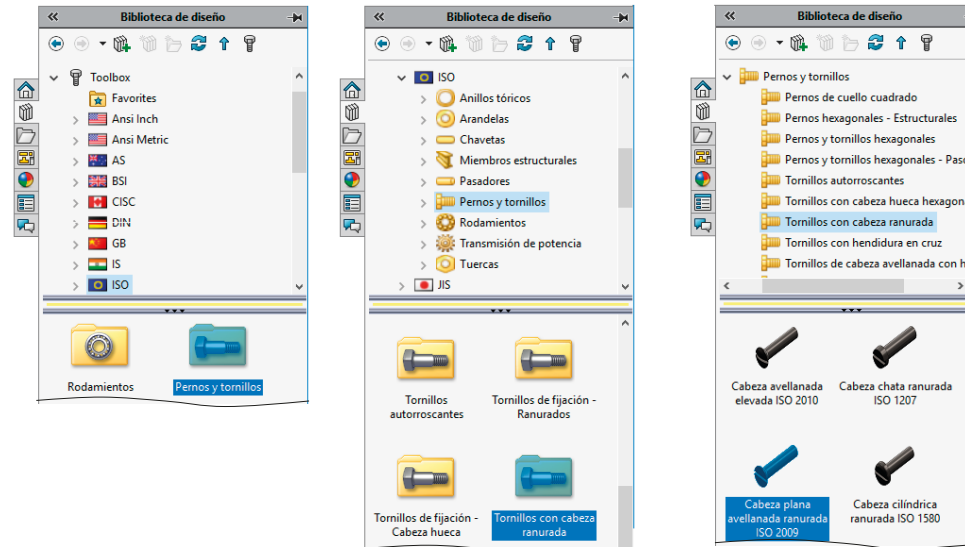 Biblioteca de diseño
Toolbox
Favorites
Ansi Inch
Ansi Metric
AS
BSI
CISC
DIN
GB
IS
ISO
Rodamientos
Pernos y tornillos
Biblioteca de diseño
ISO
Anillos tóricos
Arandelas
Chavetas
Miembros estructurales
Pasadores
Pernos y tornillos
Rodamientos
Transmisión de potencia
Tuercas
JIS
Tornillos
autorroscantes
Tornillos de fijación -
Ranurados
Tornillos de fijación -
Cabeza hueca
Tornillos con cabeza
ranurada
Biblioteca de diseño
Pernos y tornillos
Pernos de cuello cuadrado
Pernos hexagonales - Estructurales
Pernos y tornillos hexagonales
Pernos y tornillos hexagonales - Paso
Tornillos autorroscantes
Tornillos con cabeza hueca hexagon
Tornillos con cabeza ranurada
Tornillos con hendidura en cruz
Tornillos de cabeza avellanada con h
Cabeza avellanada
elevada ISO 2010
Cabeza chata ranurada
ISO 1207
Cabeza plana
avellanada ranurada
ISO 2009
Cabeza cilíndrica
ranurada ISO 1580